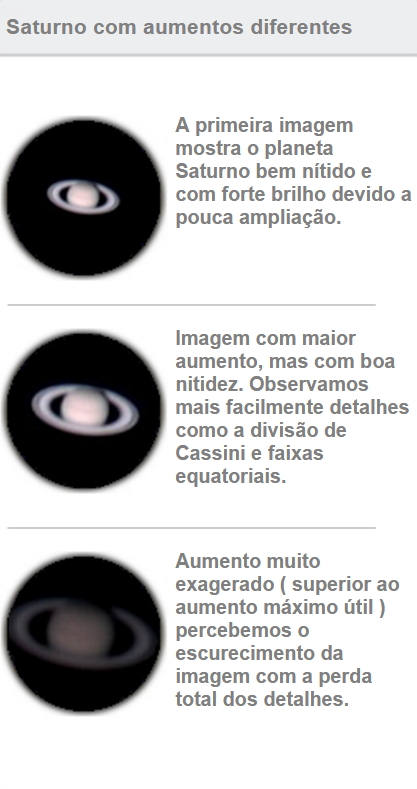 Saturno com aumentos diferentes
A primeira imagem
mostra o planeta
Saturno bem nítido e
com forte brilho devido a
pouca ampliação.
Imagem com maior
aumento, mas com boa
nitidez. Observamos
mais facilmente detalhes
como a divisão de
Cassini e faixas
equatoriais.
Aumento muito
exagerado ( superior ao
aumento máximo útil )
percebemos o
escurecimento da
imagem com a perda
total dos detalhes.